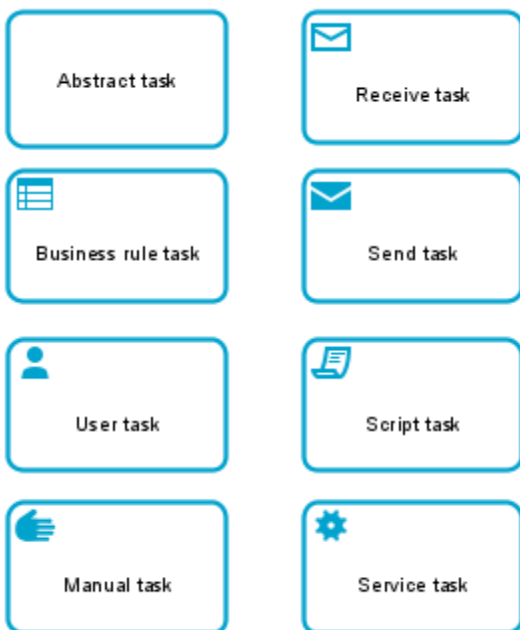 Abstract task
Receive task
Business rule task
Send task
User task
Script task
Manual task
Service task